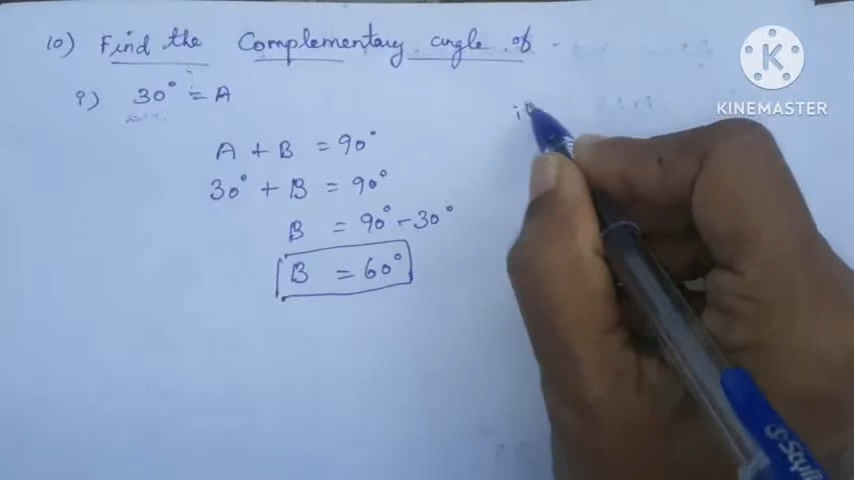 10) Find the Complementary angle of -
i) 30° = A
A + B = 90°
30° + B = 90°
B = 90° - 30°
B = 60°
KINEMASTER